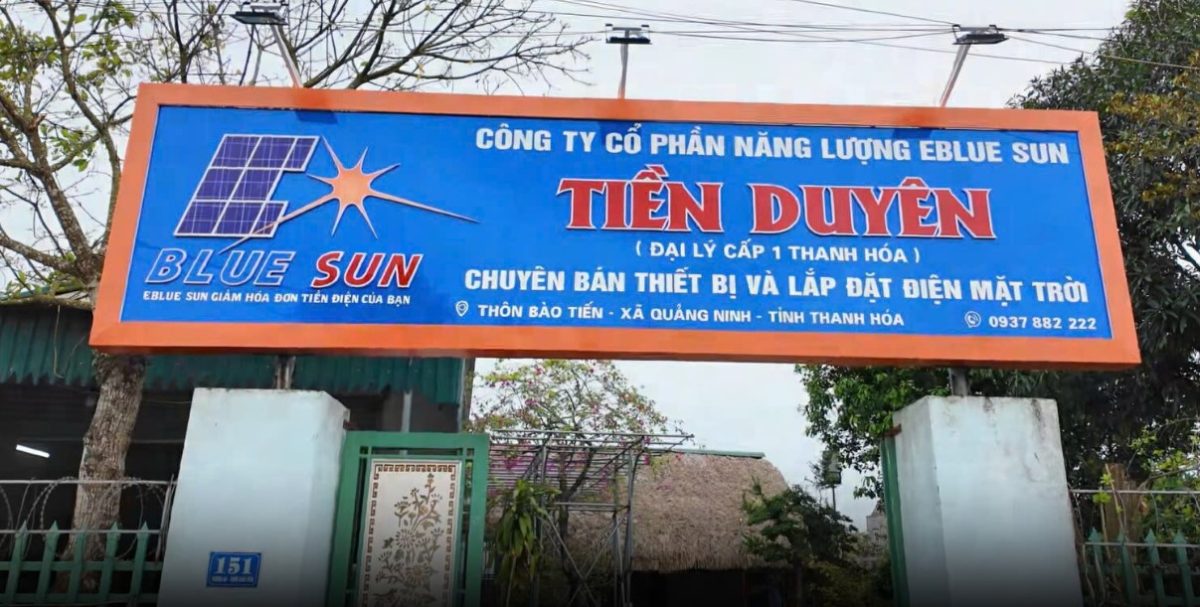 CÔNG TY CỔ PHẦN NĂNG LƯỢNG EBLUE SUN
TIỀN DUYÊN
( ĐẠI LÝ CẤP 1 THANH HÓA )
CHUYÊN BÁN THIẾT BỊ VÀ LẮP ĐẶT ĐIỆN MẶT TRỜI
THÔN BÀO TIẾN - XÃ QUẢNG NINH - TỈNH THANH HÓA
0937 882 222
BLUE SUN
EBLUE SUN GIẢM HÓA ĐƠN TIỀN ĐIỆN CỦA BẠN
151